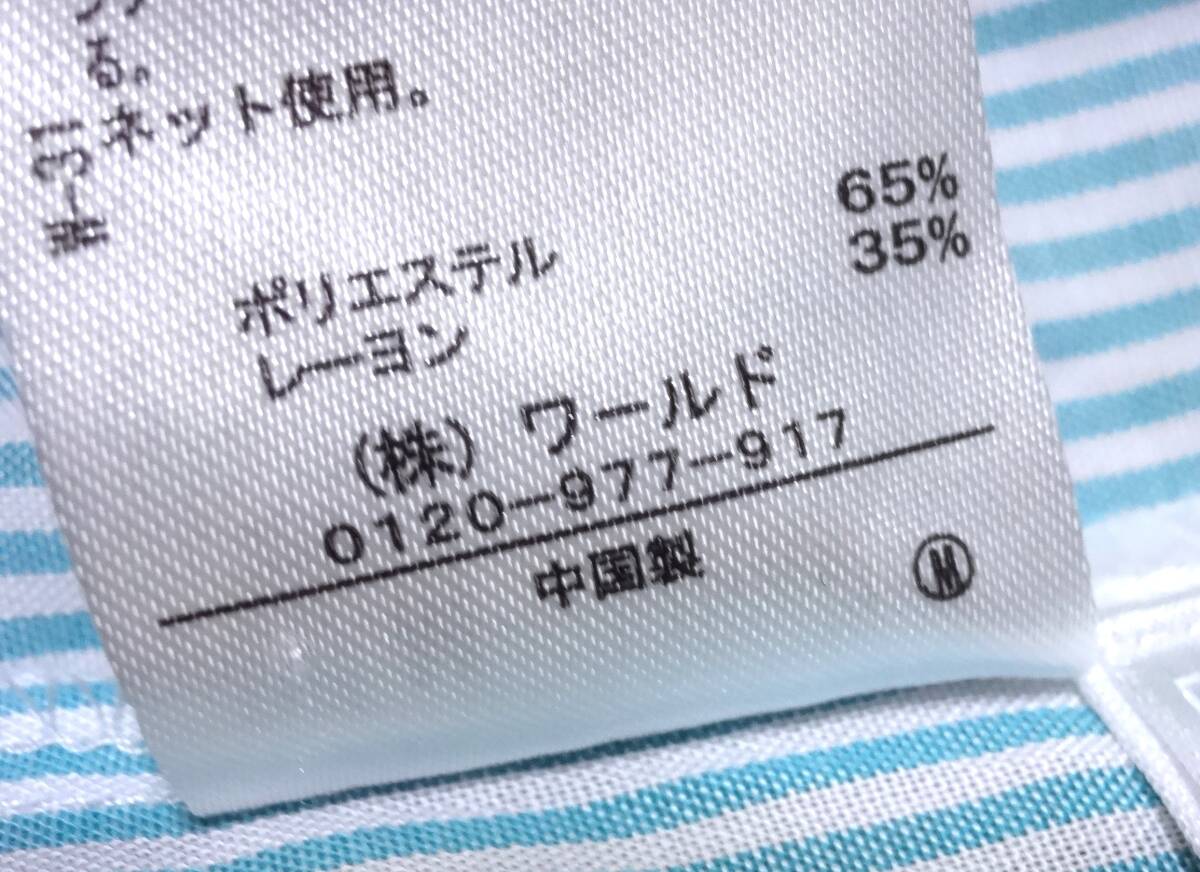 る。
ネット使用。
ポリエステル 65%
レーヨン 35%
(株) ワールド
0120-977-917
中国製
M